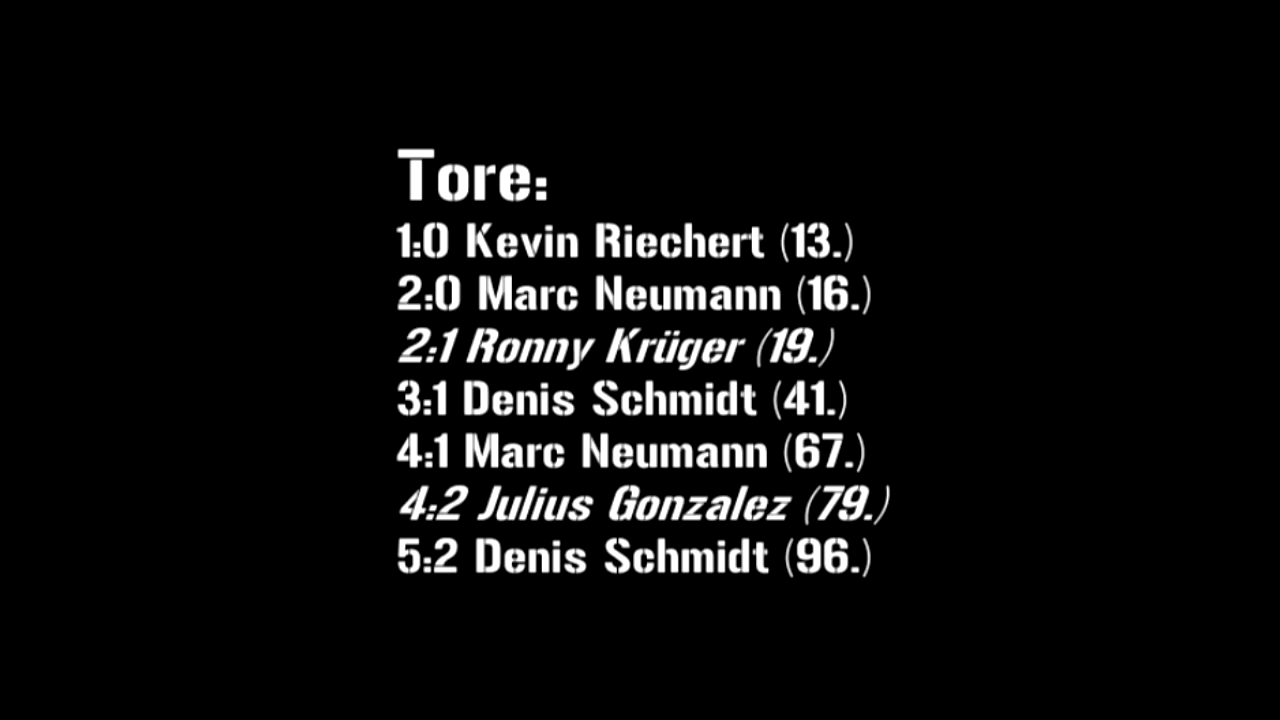 Tore:
1:0 Kevin Riechert (13.)
2:0 Marc Neumann (16.)
2:1 Ronny Krüger (19.)
3:1 Denis Schmidt (41.)
4:1 Marc Neumann (67.)
4:2 Julius Gonzalez (79.)
5:2 Denis Schmidt (96.)